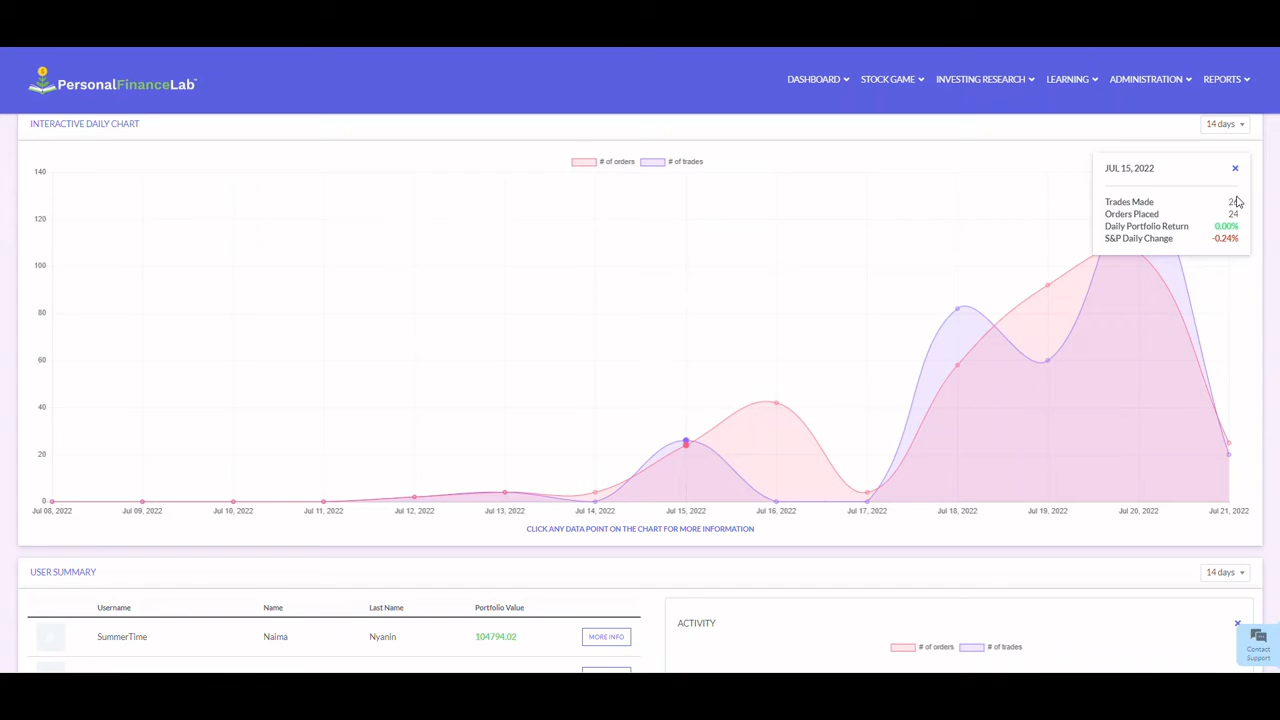 PersonalFinanceLab™
DASHBOARD STOCK GAME INVESTING RESEARCH LEARNING ADMINISTRATION REPORTS
INTERACTIVE DAILY CHART
14 days
# of orders # of trades
JUL 15, 2022
Trades Made
Orders Placed 24
Daily Portfolio Return 0.00%
S&P Daily Change -0.24%
140
120
100
80
60
40
20
0
Jul 08, 2022 Jul 09, 2022 Jul 10, 2022 Jul 11, 2022 Jul 12, 2022 Jul 13, 2022 Jul 14, 2022 Jul 15, 2022 Jul 16, 2022 Jul 17, 2022 Jul 18, 2022 Jul 19, 2022 Jul 20, 2022 Jul 21, 2022
CLICK ANY DATA POINT ON THE CHART FOR MORE INFORMATION
USER SUMMARY
14 days
Username Name Last Name Portfolio Value
SummerTime Naima Nyanin 104794.02 MORE INFO
ACTIVITY
# of orders # of trades
Contact
Support